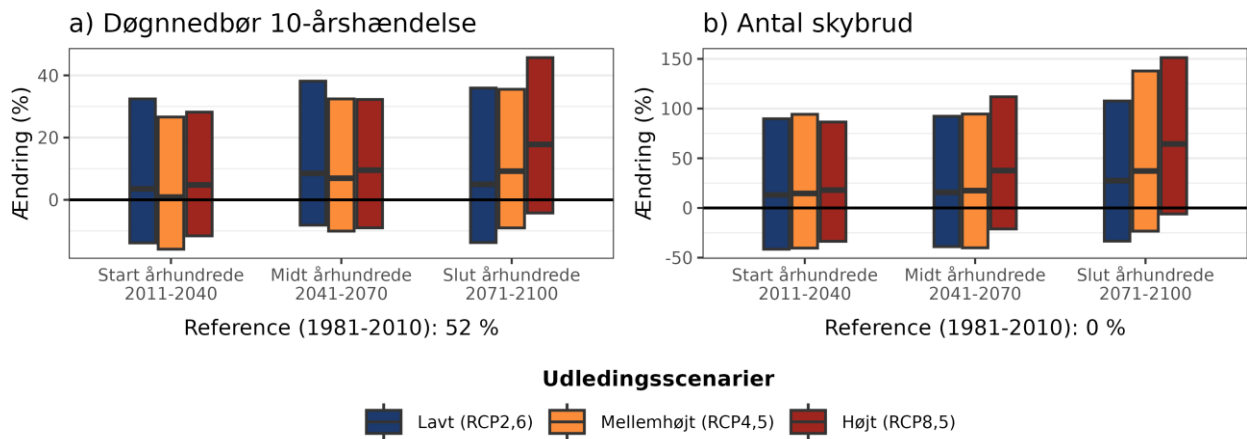 a) Døgnnedbør 10-årshændelse
Ændring (%)
40
20
0
Start århundrede
2011-2040
Midt århundrede
2041-2070
Slut århundrede
2071-2100
Reference (1981-2010): 52 %
b) Antal skybrud
Ændring (%)
150
100
50
0
-50
Start århundrede
2011-2040
Midt århundrede
2041-2070
Slut århundrede
2071-2100
Reference (1981-2010): 0 %
Udledingsscenarier
Lavt (RCP2,6)
Mellemhøjt (RCP4,5)
Højt (RCP8,5)